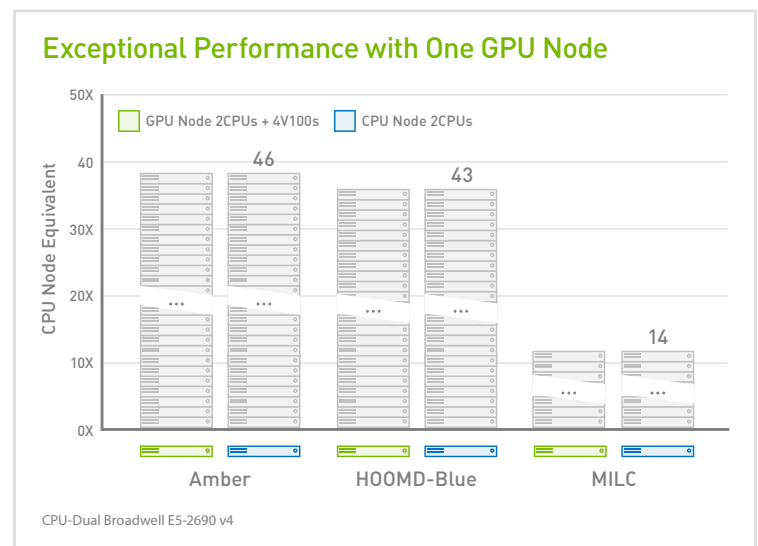 Exceptional Performance with One GPU Node
50X
GPU Node 2CPUs + 4V100s
CPU Node 2CPUs
40
46
43
30X
20X
... ... ... ...
14
10X
... ...
0X
CPU Node Equivalent
Amber
HOOMD-Blue
MILC
CPU-Dual Broadwell E5-2690 v4